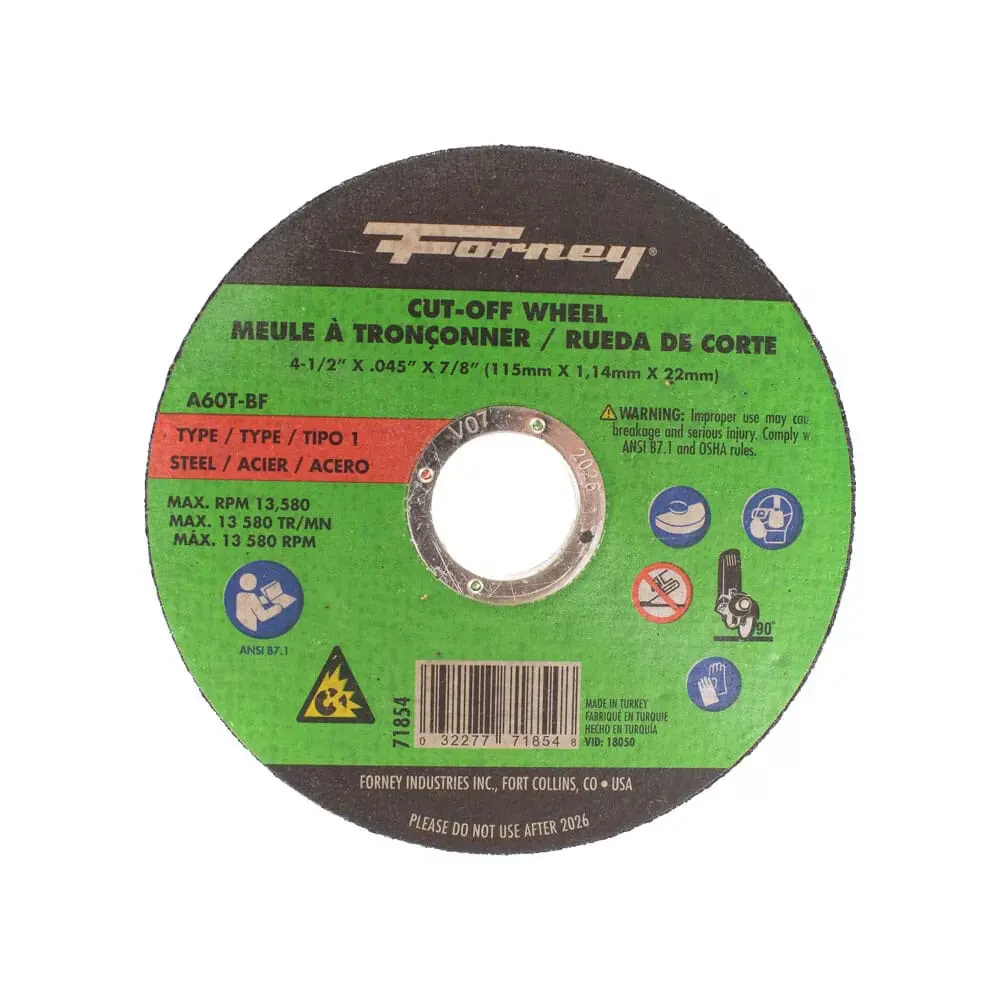 Forney®
CUT-OFF WHEEL
MEULE À TRONÇONNER / RUEDA DE CORTE
4-1/2" X .045" X 7/8" (115mm X 1,14mm X 22mm)
A60T-BF
TYPE / TYPE / TIPO 1
STEEL / ACIER / ACERO
MAX. RPM 13,580
MAX. 13 580 TR/MN
MÁX. 13 580 RPM
ANSI B7.1
V07
2026
WARNING: Improper use may cau
breakage and serious injury. Comply w
ANSI B7.1 and OSHA rules.
90°
71854
0 32277 71854 8
MADE IN TURKEY
FABRIQUÉ EN TURQUIE
HECHO EN TURQUÍA
VID: 18050
FORNEY INDUSTRIES INC., FORT COLLINS, CO • USA
PLEASE DO NOT USE AFTER 2026